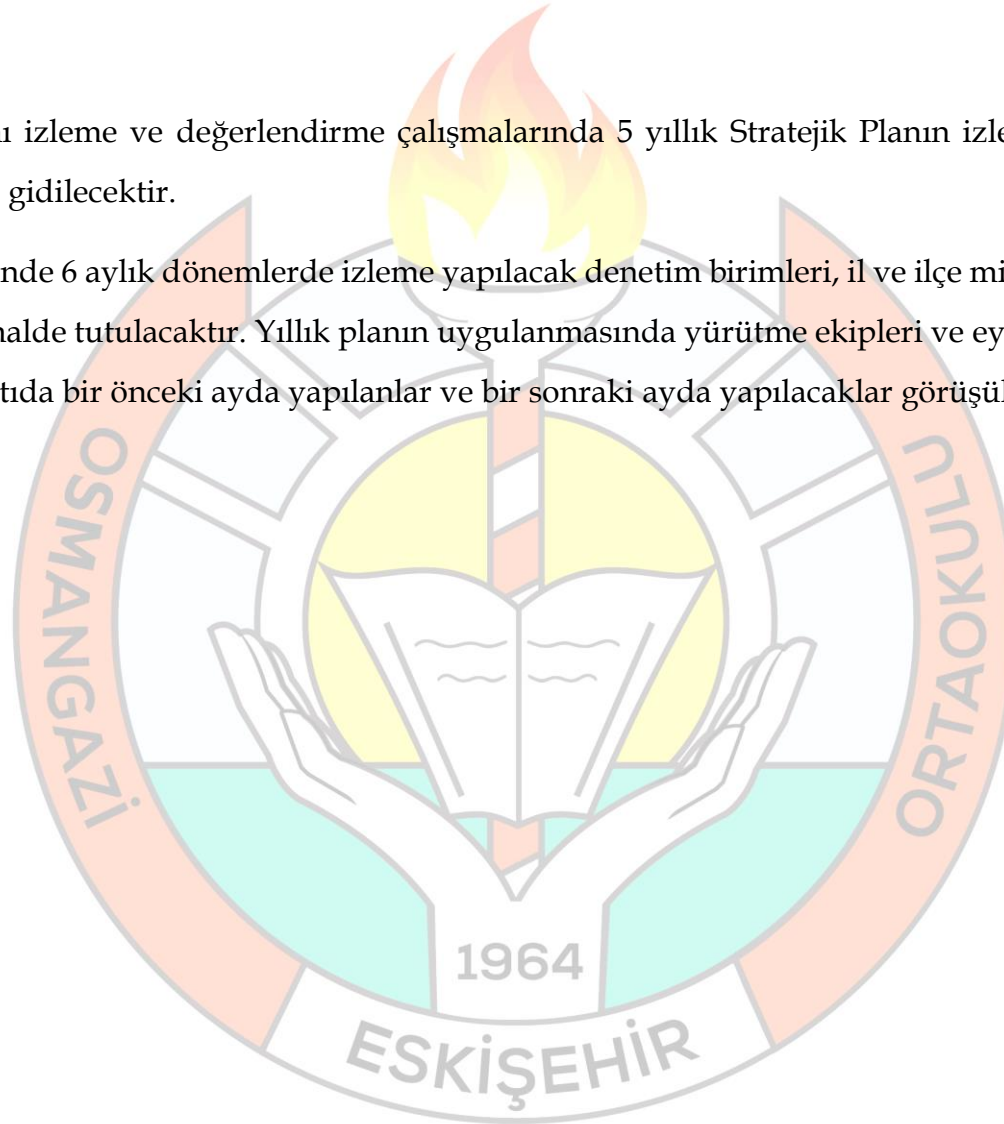 ı izleme ve değerlendirme çalışmalarında 5 yıllık Stratejik Planın izle
gidilecektir.
nde 6 aylık dönemlerde izleme yapılacak denetim birimleri, il ve ilçe mi
halde tutulacaktır. Yıllık planın uygulanmasında yürütme ekipleri ve ey
tıda bir önceki ayda yapılanlar ve bir sonraki ayda yapılacaklar görüşül
OSMANGAZİ
ORTAOKULU
1964
ESKİŞEHİR